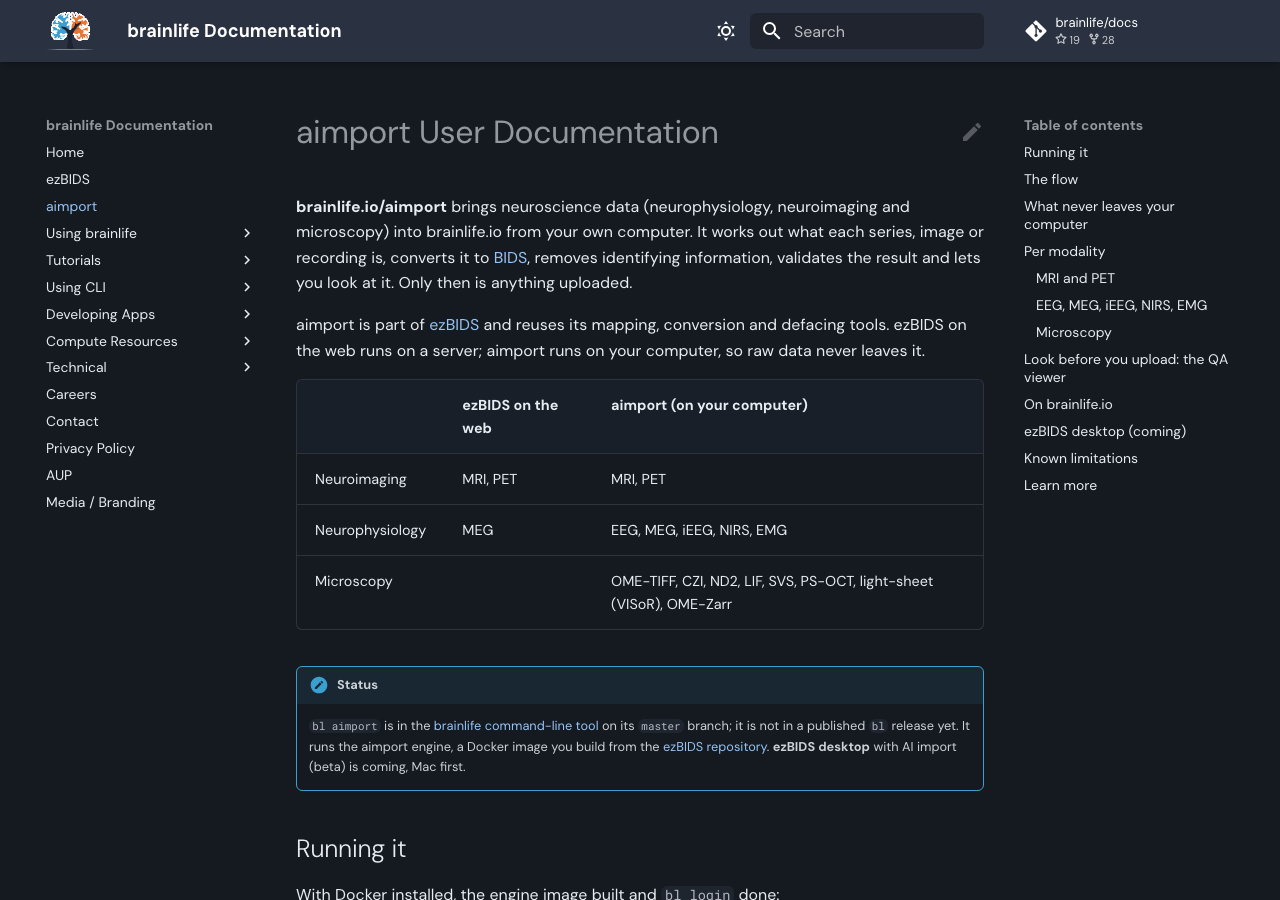 brainlife Documentation
Search
brainlife/docs
19 28
brainlife Documentation
Home
ezBIDS
aimport
Using brainlife
Tutorials
Using CLI
Developing Apps
Compute Resources
Technical
Careers
Contact
Privacy Policy
AUP
Media / Branding
aimport User Documentation
brainlife.io/aimport brings neuroscience data (neurophysiology, neuroimaging and
microscopy) into brainlife.io from your own computer. It works out what each series, image or
recording is, converts it to BIDS, removes identifying information, validates the result and lets
you look at it. Only then is anything uploaded.
aimport is part of ezBIDS and reuses its mapping, conversion and defacing tools. ezBIDS on
the web runs on a server; aimport runs on your computer, so raw data never leaves it.
ezBIDS on the web aimport (on your computer)
Neuroimaging MRI, PET MRI, PET
Neurophysiology MEG EEG, MEG, iEEG, NIRS, EMG
Microscopy OME-TIFF, CZI, ND2, LIF, SVS, PS-OCT, light-sheet
(VISoR), OME-Zarr
Status
bl aimport is in the brainlife command-line tool on its master branch; it is not in a published bl release yet. It
runs the aimport engine, a Docker image you build from the ezBIDS repository. ezBIDS desktop with AI import
(beta) is coming, Mac first.
Running it
With Docker installed, the engine image built and bl login done:
Table of contents
Running it
The flow
What never leaves your
computer
Per modality
MRI and PET
EEG, MEG, iEEG, NIRS, EMG
Microscopy
Look before you upload: the QA
viewer
On brainlife.io
ezBIDS desktop (coming)
Known limitations
Learn more